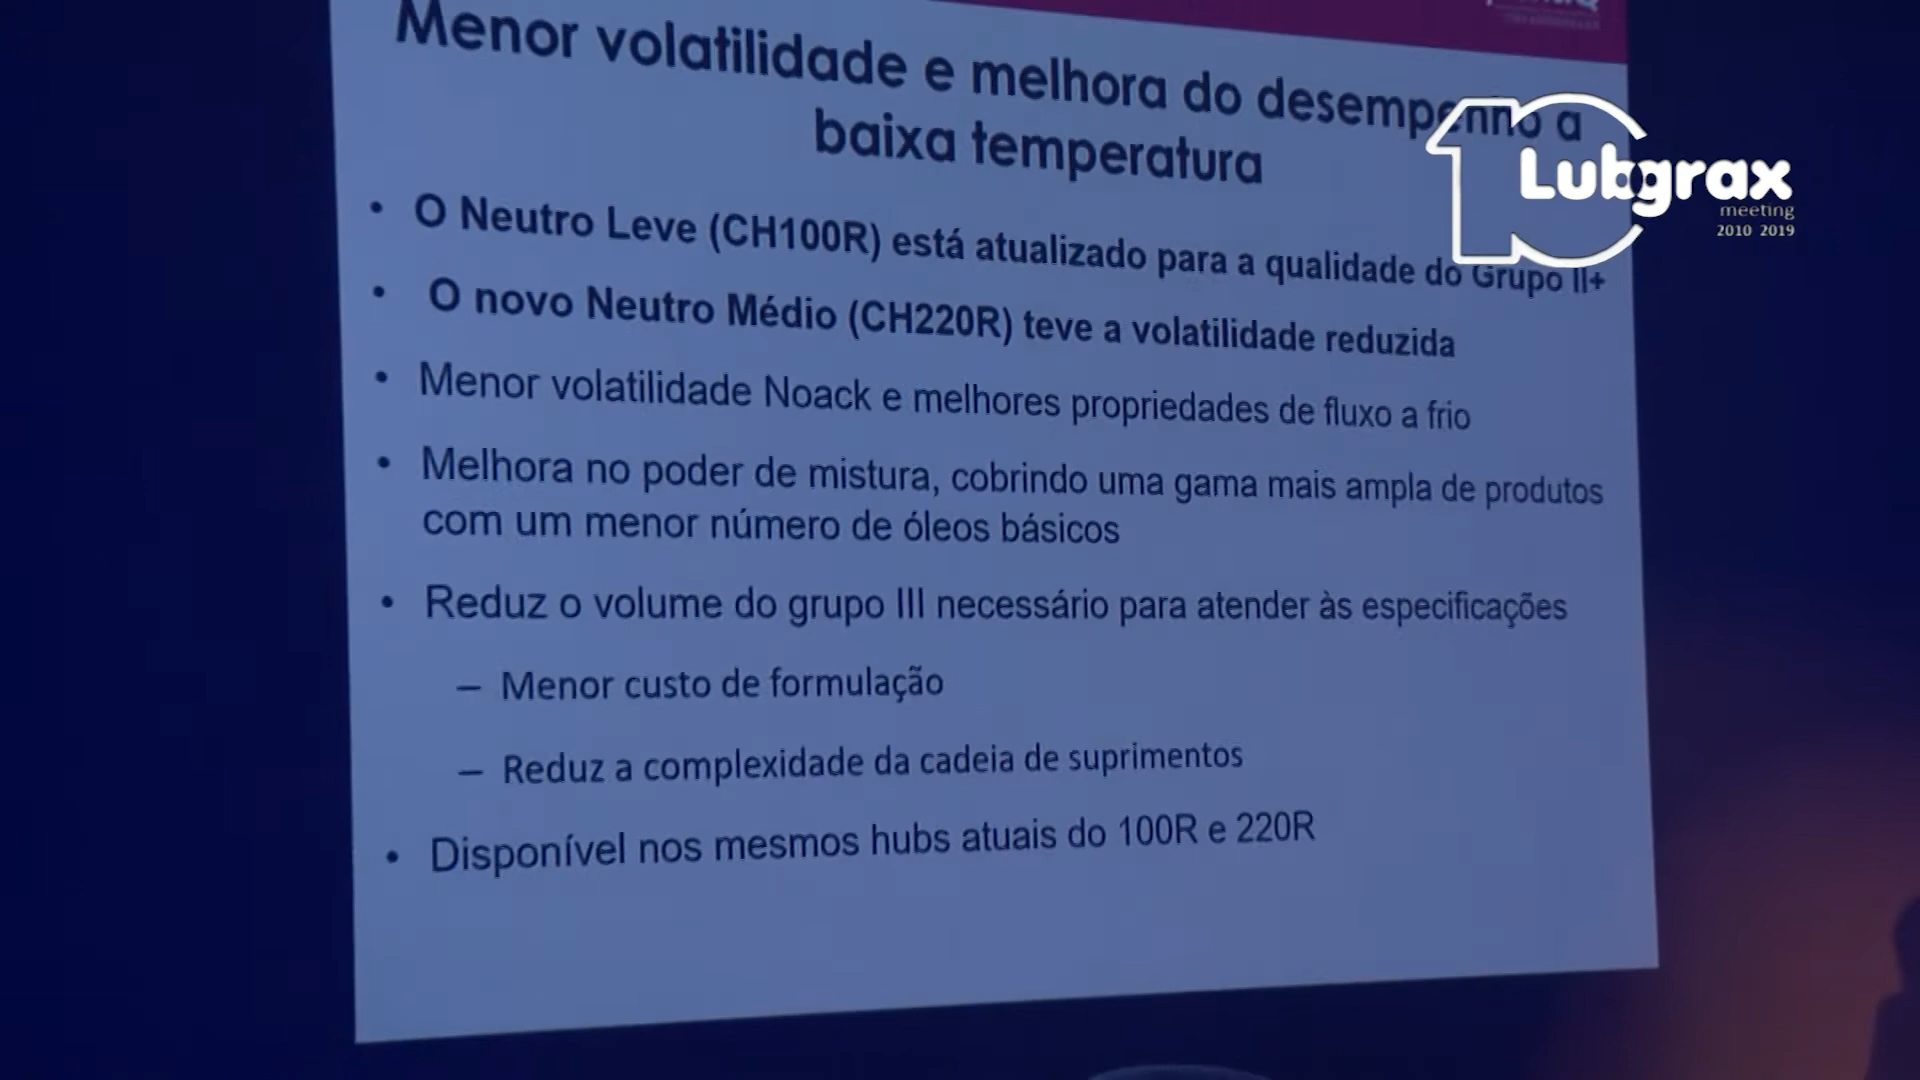 Menor volatilidade e melhora do desempenho a
baixa temperatura
Lubgrax
meeting
2010 2019
• O Neutro Leve (CH100R) está atualizado para a qualidade do Grupo II+
• O novo Neutro Médio (CH220R) teve a volatilidade reduzida
• Menor volatilidade Noack e melhores propriedades de fluxo a frio
• Melhora no poder de mistura, cobrindo uma gama mais ampla de produtos
com um menor número de óleos básicos
• Reduz o volume do grupo III necessário para atender às especificações
– Menor custo de formulação
– Reduz a complexidade da cadeia de suprimentos
• Disponível nos mesmos hubs atuais do 100R e 220R